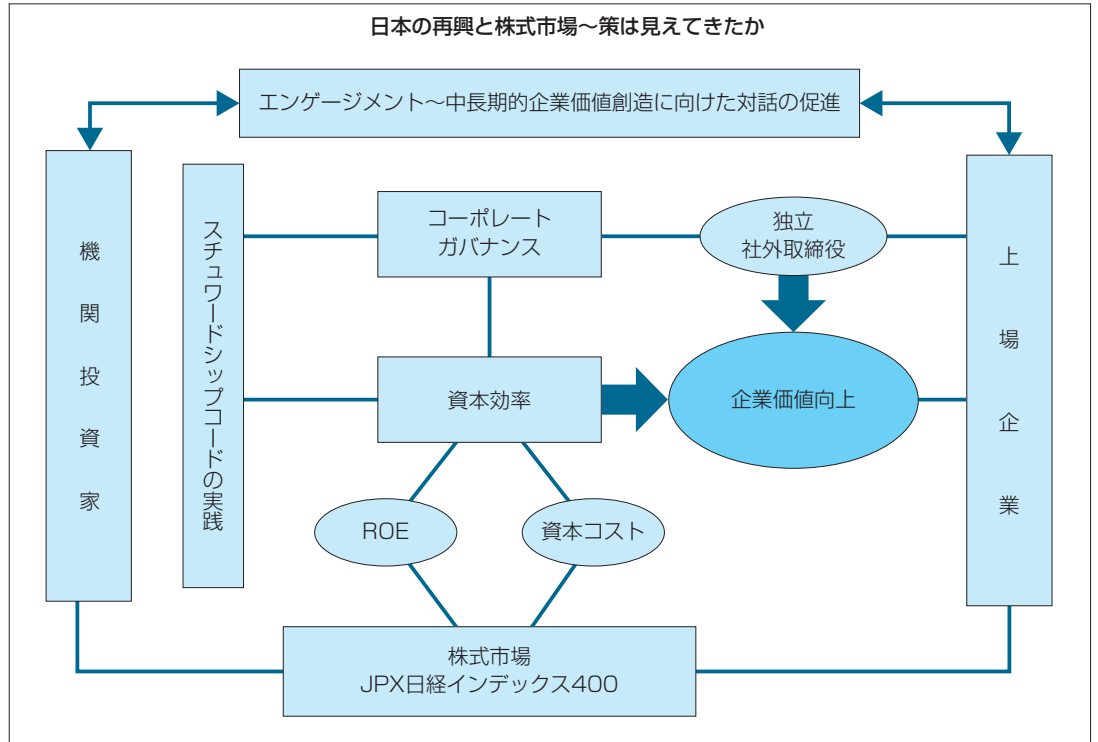 日本の再興と株式市場～策は見えてきたか
エンゲージメント～中長期的企業価値創造に向けた対話の促進
機関投資家
スチュワードシップコードの実践
コーポレート
ガバナンス
独立
社外取締役
上場企業
資本効率
企業価値向上
ROE
資本コスト
株式市場
JPX日経インデックス400